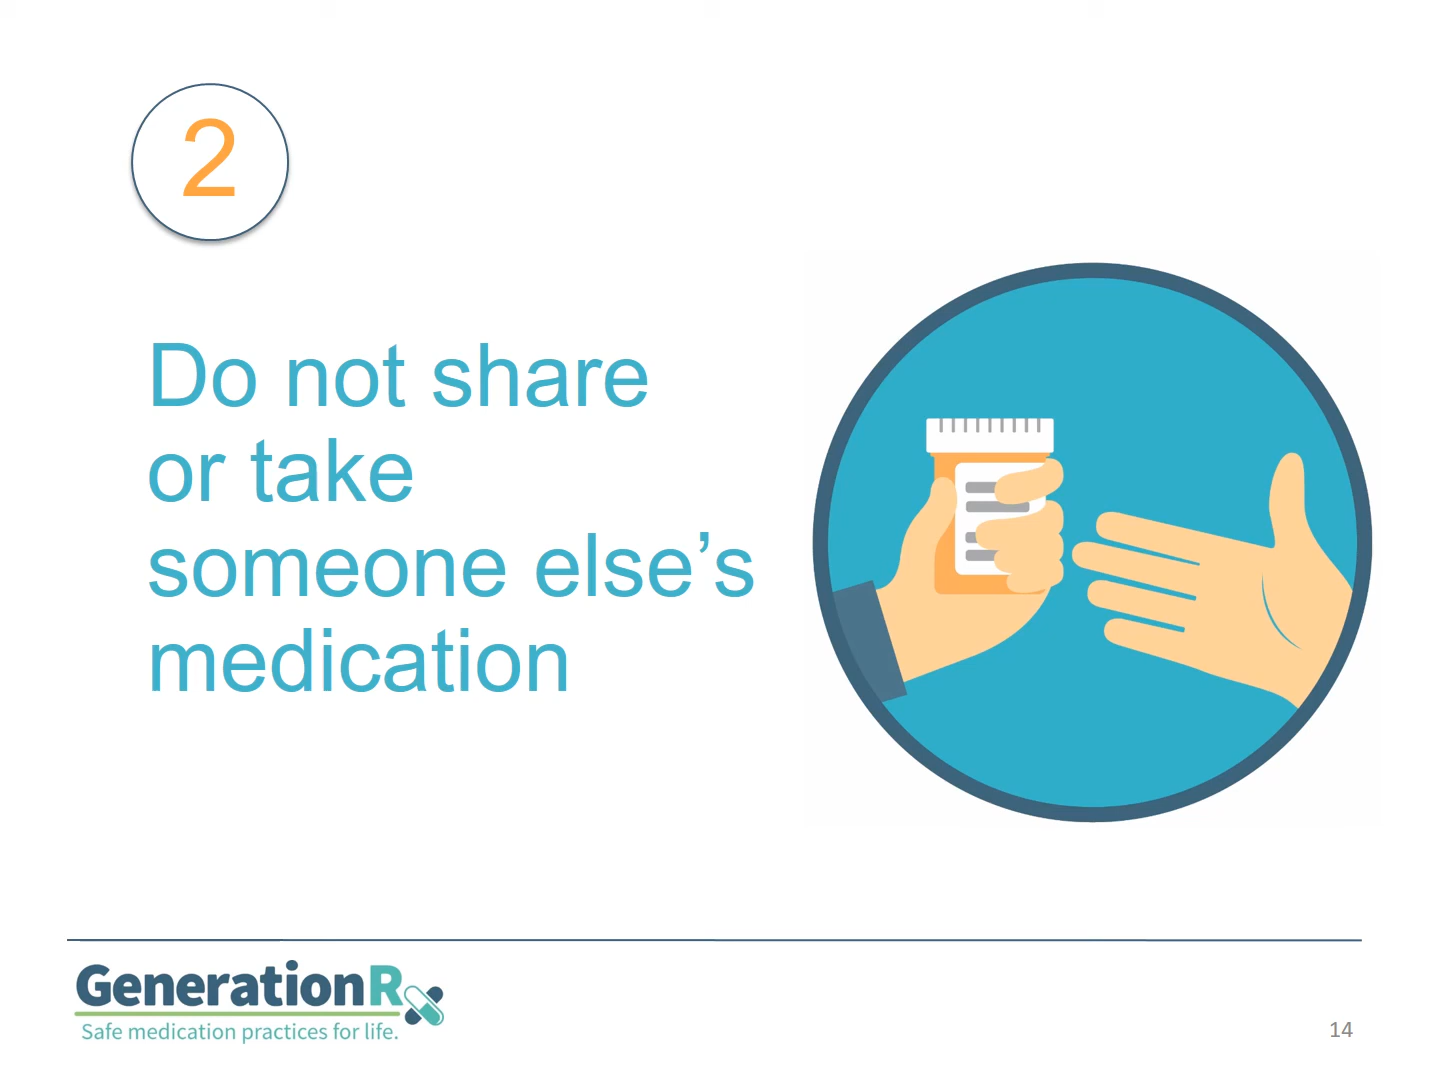 2
Do not share
or take
someone else’s
medication
GenerationRx
Safe medication practices for life.
14